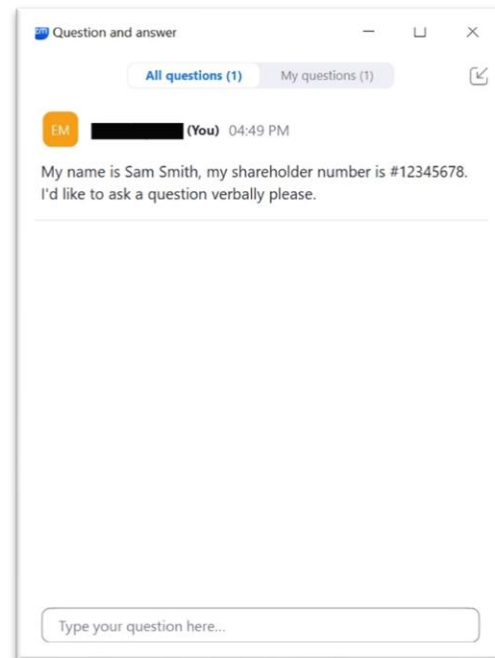 Question and answer
All questions (1) My questions (1)
EM (You) 04:49 PM
My name is Sam Smith, my shareholder number is #12345678.
I'd like to ask a question verbally please.
Type your question here...